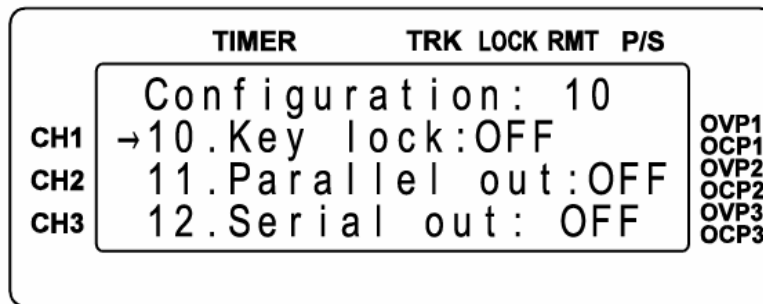 TIMER TRK LOCK RMT P/S
Configuration: 10
CH1 →10.Key lock:OFF OVP1
OCP1
CH2 11.Parallel out:OFF OVP2
OCP2
CH3 12.Serial out: OFF OVP3
OCP3